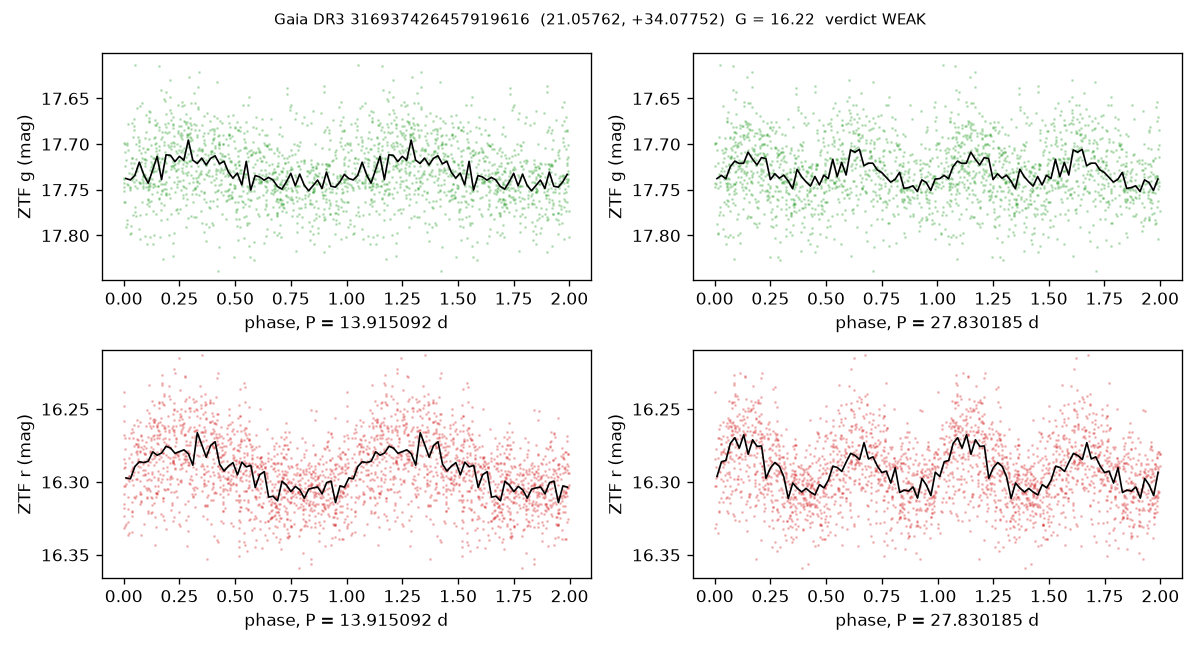 Gaia DR3 316937426457919616 (21.05762, +34.07752) G = 16.22 verdict WEAK
ZTF g (mag)
17.65
17.70
17.75
17.80
0.00 0.25 0.50 0.75 1.00 1.25 1.50 1.75 2.00
phase, P = 13.915092 d
ZTF g (mag)
17.65
17.70
17.75
17.80
0.00 0.25 0.50 0.75 1.00 1.25 1.50 1.75 2.00
phase, P = 27.830185 d
ZTF r (mag)
16.25
16.30
16.35
0.00 0.25 0.50 0.75 1.00 1.25 1.50 1.75 2.00
phase, P = 13.915092 d
ZTF r (mag)
16.25
16.30
16.35
0.00 0.25 0.50 0.75 1.00 1.25 1.50 1.75 2.00
phase, P = 27.830185 d